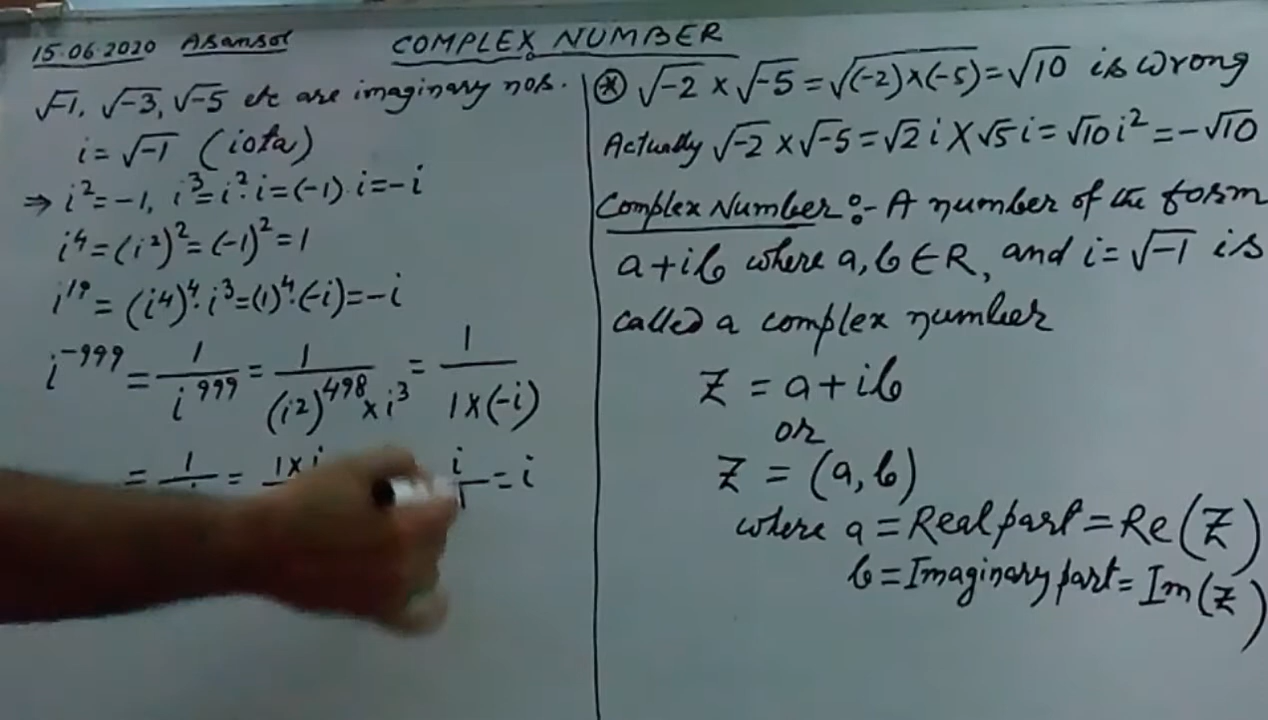 15.06.2020 Asansol COMPLEX NUMBER
√-1, √-3, √-5 etc are imaginary nos.
i = √-1 (iota)
⇒ i² = -1, i³ = i²·i = (-1)·i = -i
i⁴ = (i²)² = (-1)² = 1
i¹⁹ = (i⁴)⁴·i³ = (1)⁴·(-i) = -i
i⁻⁹⁹⁹ = 1/i⁹⁹⁹ = 1/((i²)⁴⁹⁸ × i³) = 1/(1×(-i))
= 1 = 1×i i/1 = i
⊛ √-2 × √-5 = √(-2)×(-5) = √10 is wrong
Actually √-2 × √-5 = √2 i × √5 i = √10 i² = -√10
Complex Number :- A number of the form
a+ib where a, b ∈ R, and i = √-1 is
called a complex number
Z = a+ib
or
Z = (a, b)
where a = Real part = Re(Z)
b = Imaginary part = Im(Z)